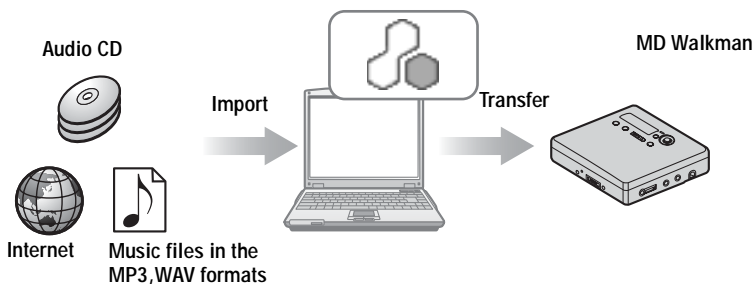 Audio CD
MD Walkman
Import
Transfer
Internet
Music files in the
MP3,WAV formats